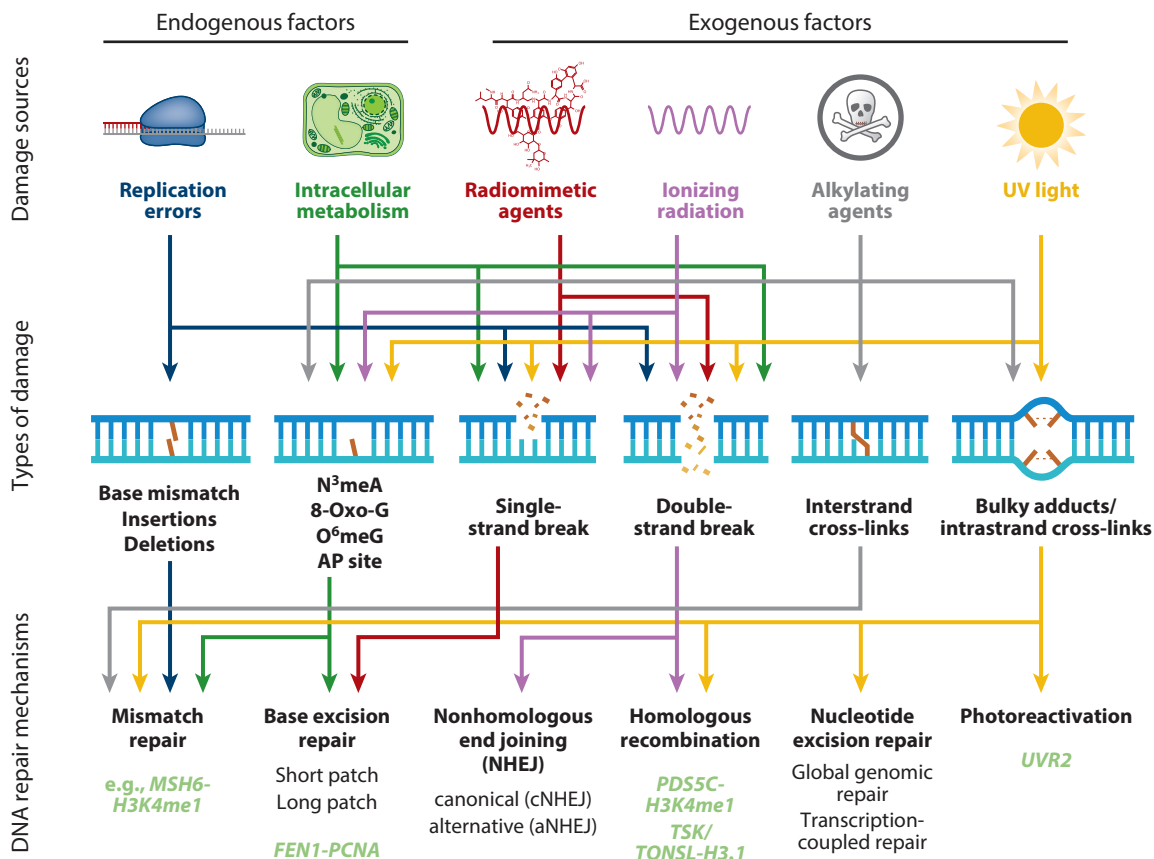 Endogenous factors
Exogenous factors
Damage sources
Replication
errors
Intracellular
metabolism
Radiomimetic
agents
Ionizing
radiation
Alkylating
agents
UV light
Types of damage
Base mismatch
Insertions
Deletions
N³meA
8-Oxo-G
O⁶meG
AP site
Single-
strand break
Double-
strand break
Interstrand
cross-links
Bulky adducts/
intrastrand cross-links
DNA repair mechanisms
Mismatch
repair
e.g., MSH6-
H3K4me1
Base excision
repair
Short patch
Long patch
FEN1-PCNA
Nonhomologous
end joining
(NHEJ)
canonical (cNHEJ)
alternative (aNHEJ)
Homologous
recombination
PDS5C-
H3K4me1
TSK/
TONSL-H3.1
Nucleotide
excision repair
Global genomic
repair
Transcription-
coupled repair
Photoreactivation
UVR2